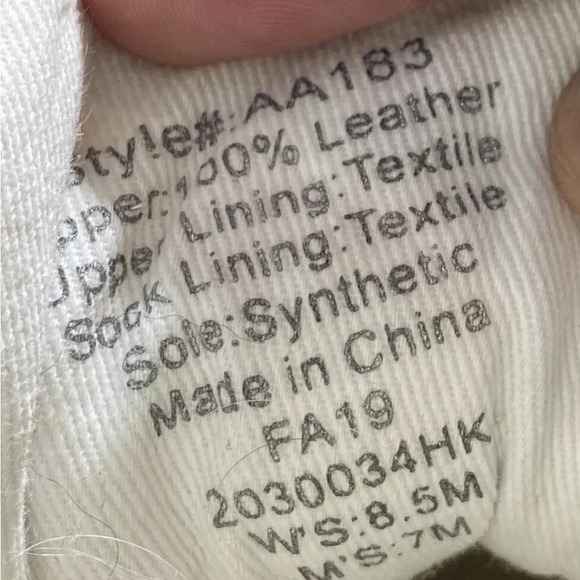 Style#:AA183
Upper:100% Leather
Upper Lining:Textile
Sock Lining:Textile
Sole:Synthetic
Made in China
FA19
2030034HK
W'S:8.5M
M'S:7M